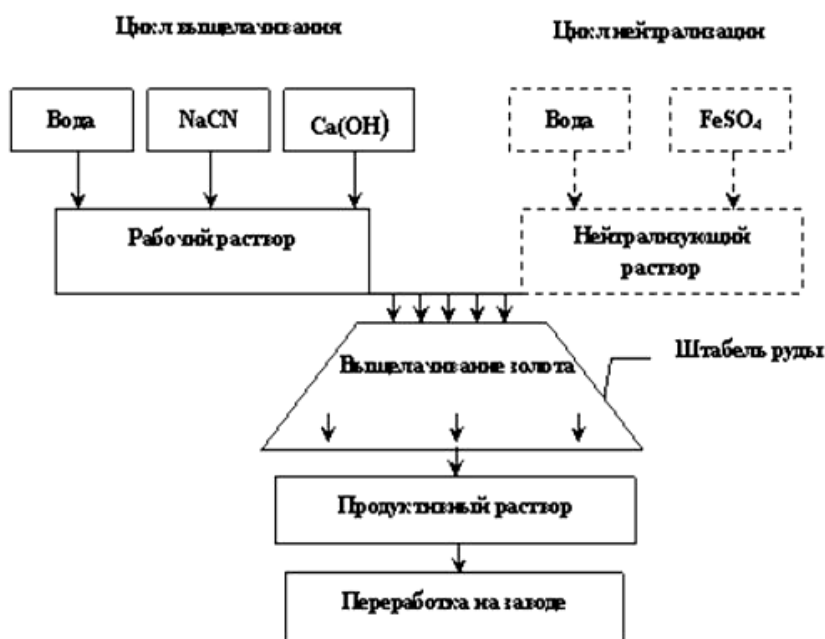 Цикл выщелачивания
Цикл нейтрализации
Вода
NaCN
Ca(OH)
Вода
FeSO₄
Рабочий раствор
Нейтрализующий
раствор
Выщелачивание золота
Штабель руды
Продуктивный раствор
Переработка на заводе